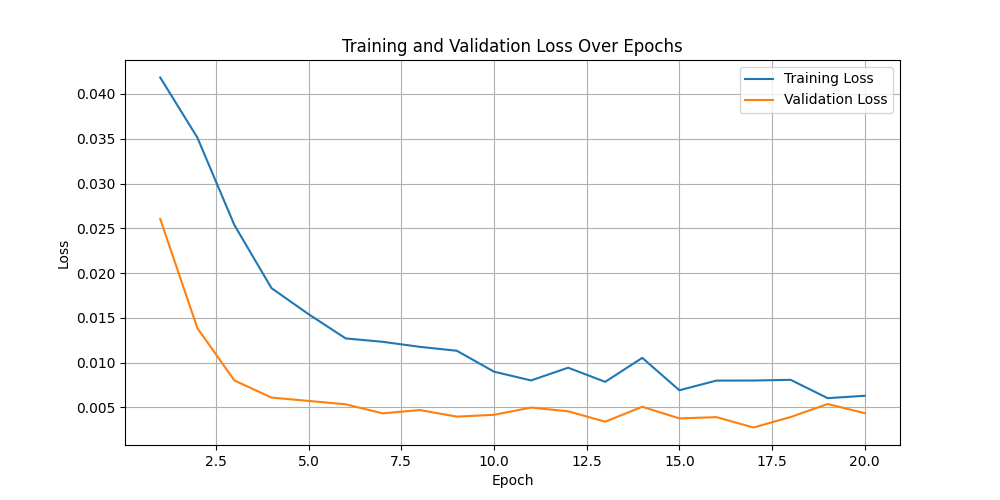 Training and Validation Loss Over Epochs
Training Loss
Validation Loss
0.040
0.035
0.030
0.025
0.020
0.015
0.010
0.005
Loss
2.5 5.0 7.5 10.0 12.5 15.0 17.5 20.0
Epoch